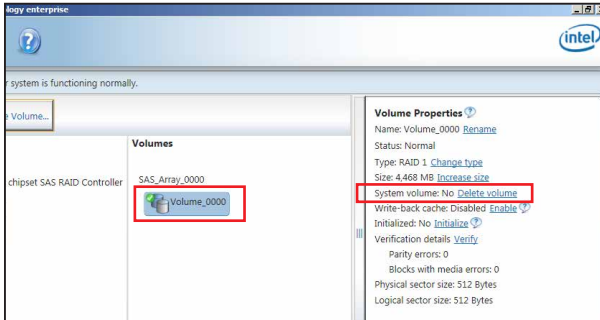 logy enterprise
intel
r system is functioning normally.
e Volume...
Volumes
chipset SAS RAID Controller
SAS_Array_0000
Volume_0000
Volume Properties
Name: Volume_0000 Rename
Status: Normal
Type: RAID 1 Change type
Size: 4,468 MB Increase size
System volume: No Delete volume
Write-back cache: Disabled Enable
Initialized: No Initialize
Verification details Verify
Parity errors: 0
Blocks with media errors: 0
Physical sector size: 512 Bytes
Logical sector size: 512 Bytes